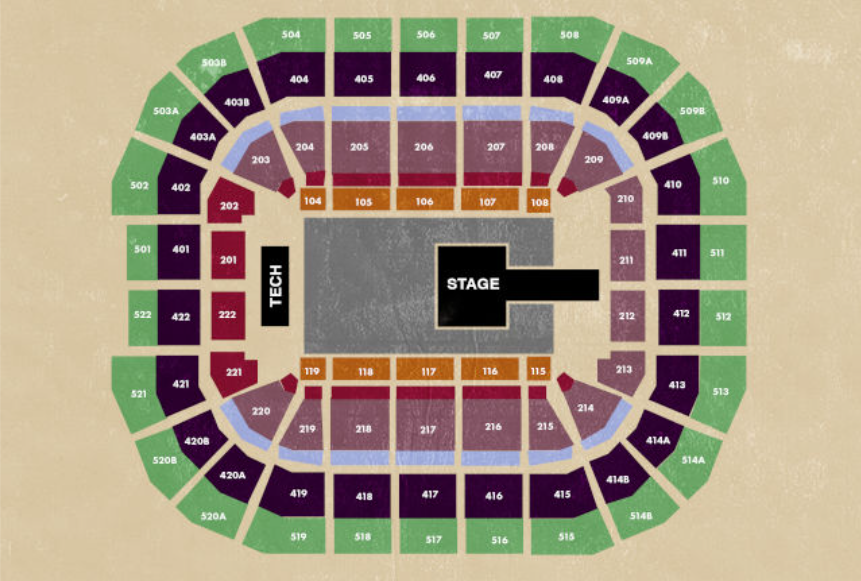 504 505 506 507 508
503B 509A
404 405 406 407 408
403B 409A
503A 509B
403A 409B
204 205 206 207 208
203 209
502 402 410 510
202 104 105 106 107 108 210
501 401 201 411 511
211
TECH STAGE
522 422 222 212 412 512
221 119 118 117 116 115 213
521 421 413 513
220 214
219 218 217 216 215
420B 414A
520B 514A
420A 414B
419 418 417 416 415
520A 514B
519 518 517 516 515